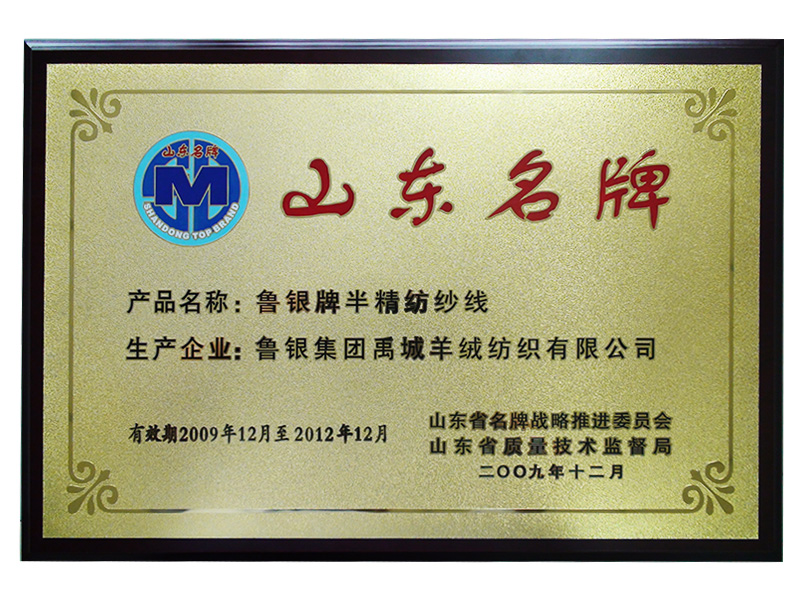 山东名牌
SHANDONG TOP BRAND
M
山东名牌
产品名称：鲁银牌半精纺纱线
生产企业：鲁银集团禹城羊绒纺织有限公司
有效期2009年12月至2012年12月
山东省名牌战略推进委员会
山东省质量技术监督局
二〇〇九年十二月